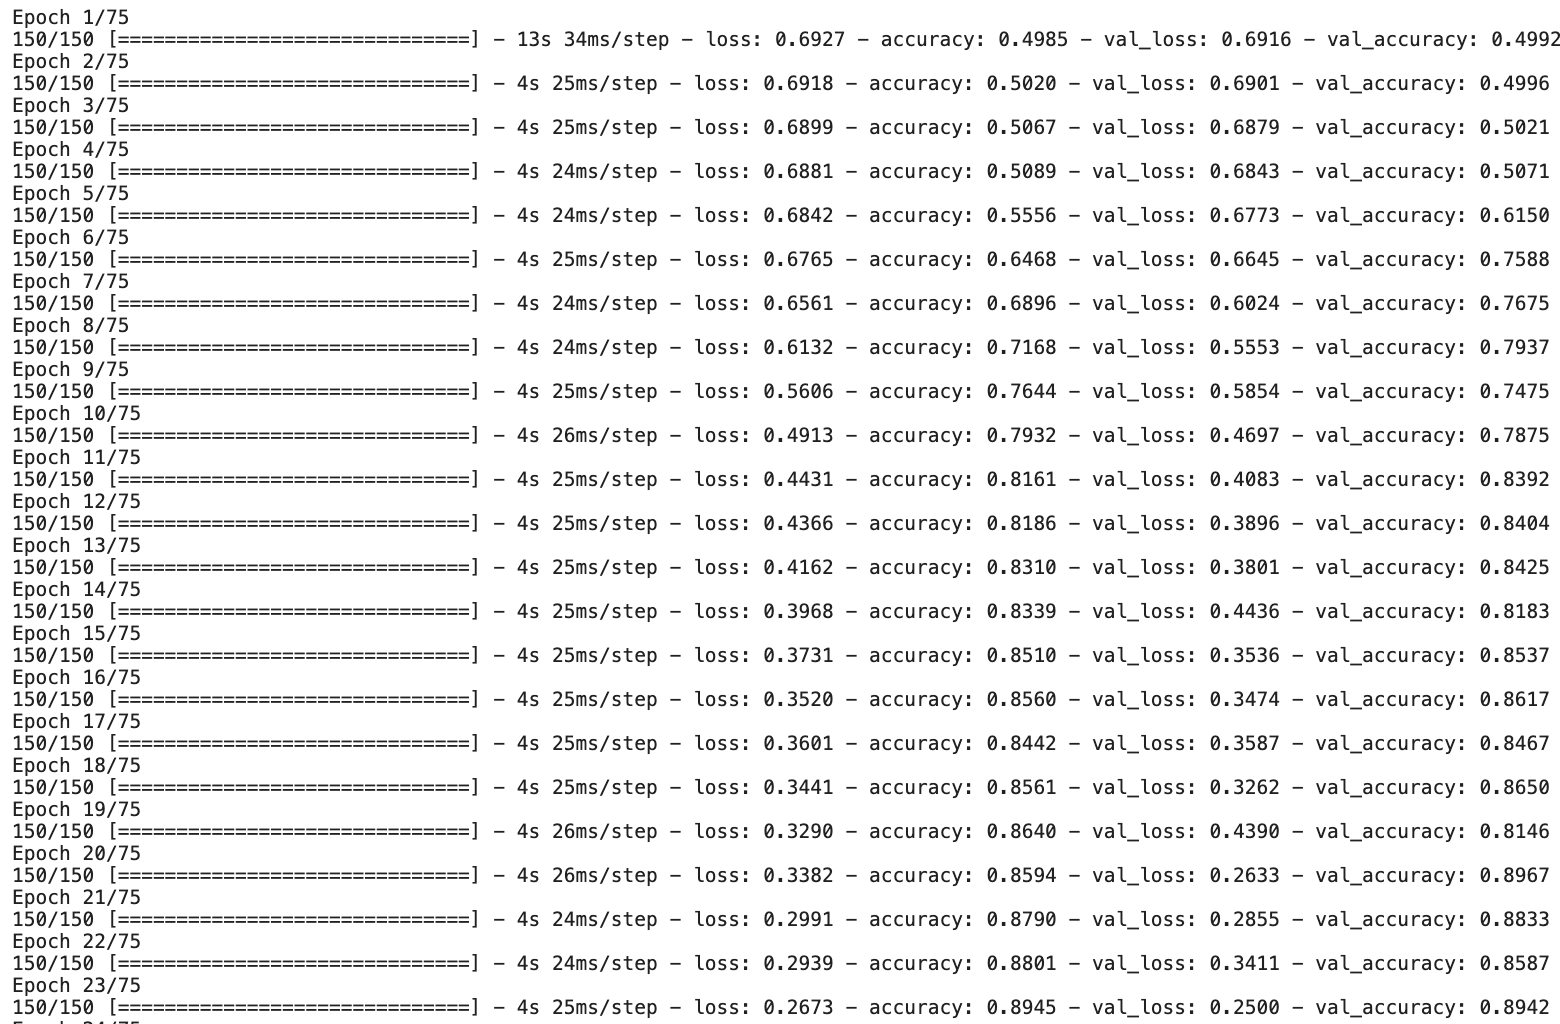 Epoch 1/75
150/150 [==============================] - 13s 34ms/step - loss: 0.6927 - accuracy: 0.4985 - val_loss: 0.6916 - val_accuracy: 0.4992
Epoch 2/75
150/150 [==============================] - 4s 25ms/step - loss: 0.6918 - accuracy: 0.5020 - val_loss: 0.6901 - val_accuracy: 0.4996
Epoch 3/75
150/150 [==============================] - 4s 25ms/step - loss: 0.6899 - accuracy: 0.5067 - val_loss: 0.6879 - val_accuracy: 0.5021
Epoch 4/75
150/150 [==============================] - 4s 24ms/step - loss: 0.6881 - accuracy: 0.5089 - val_loss: 0.6843 - val_accuracy: 0.5071
Epoch 5/75
150/150 [==============================] - 4s 24ms/step - loss: 0.6842 - accuracy: 0.5556 - val_loss: 0.6773 - val_accuracy: 0.6150
Epoch 6/75
150/150 [==============================] - 4s 25ms/step - loss: 0.6765 - accuracy: 0.6468 - val_loss: 0.6645 - val_accuracy: 0.7588
Epoch 7/75
150/150 [==============================] - 4s 24ms/step - loss: 0.6561 - accuracy: 0.6896 - val_loss: 0.6024 - val_accuracy: 0.7675
Epoch 8/75
150/150 [==============================] - 4s 24ms/step - loss: 0.6132 - accuracy: 0.7168 - val_loss: 0.5553 - val_accuracy: 0.7937
Epoch 9/75
150/150 [==============================] - 4s 25ms/step - loss: 0.5606 - accuracy: 0.7644 - val_loss: 0.5854 - val_accuracy: 0.7475
Epoch 10/75
150/150 [==============================] - 4s 26ms/step - loss: 0.4913 - accuracy: 0.7932 - val_loss: 0.4697 - val_accuracy: 0.7875
Epoch 11/75
150/150 [==============================] - 4s 25ms/step - loss: 0.4431 - accuracy: 0.8161 - val_loss: 0.4083 - val_accuracy: 0.8392
Epoch 12/75
150/150 [==============================] - 4s 25ms/step - loss: 0.4366 - accuracy: 0.8186 - val_loss: 0.3896 - val_accuracy: 0.8404
Epoch 13/75
150/150 [==============================] - 4s 25ms/step - loss: 0.4162 - accuracy: 0.8310 - val_loss: 0.3801 - val_accuracy: 0.8425
Epoch 14/75
150/150 [==============================] - 4s 25ms/step - loss: 0.3968 - accuracy: 0.8339 - val_loss: 0.4436 - val_accuracy: 0.8183
Epoch 15/75
150/150 [==============================] - 4s 25ms/step - loss: 0.3731 - accuracy: 0.8510 - val_loss: 0.3536 - val_accuracy: 0.8537
Epoch 16/75
150/150 [==============================] - 4s 25ms/step - loss: 0.3520 - accuracy: 0.8560 - val_loss: 0.3474 - val_accuracy: 0.8617
Epoch 17/75
150/150 [==============================] - 4s 25ms/step - loss: 0.3601 - accuracy: 0.8442 - val_loss: 0.3587 - val_accuracy: 0.8467
Epoch 18/75
150/150 [==============================] - 4s 25ms/step - loss: 0.3441 - accuracy: 0.8561 - val_loss: 0.3262 - val_accuracy: 0.8650
Epoch 19/75
150/150 [==============================] - 4s 26ms/step - loss: 0.3290 - accuracy: 0.8640 - val_loss: 0.4390 - val_accuracy: 0.8146
Epoch 20/75
150/150 [==============================] - 4s 26ms/step - loss: 0.3382 - accuracy: 0.8594 - val_loss: 0.2633 - val_accuracy: 0.8967
Epoch 21/75
150/150 [==============================] - 4s 24ms/step - loss: 0.2991 - accuracy: 0.8790 - val_loss: 0.2855 - val_accuracy: 0.8833
Epoch 22/75
150/150 [==============================] - 4s 24ms/step - loss: 0.2939 - accuracy: 0.8801 - val_loss: 0.3411 - val_accuracy: 0.8587
Epoch 23/75
150/150 [==============================] - 4s 25ms/step - loss: 0.2673 - accuracy: 0.8945 - val_loss: 0.2500 - val_accuracy: 0.8942